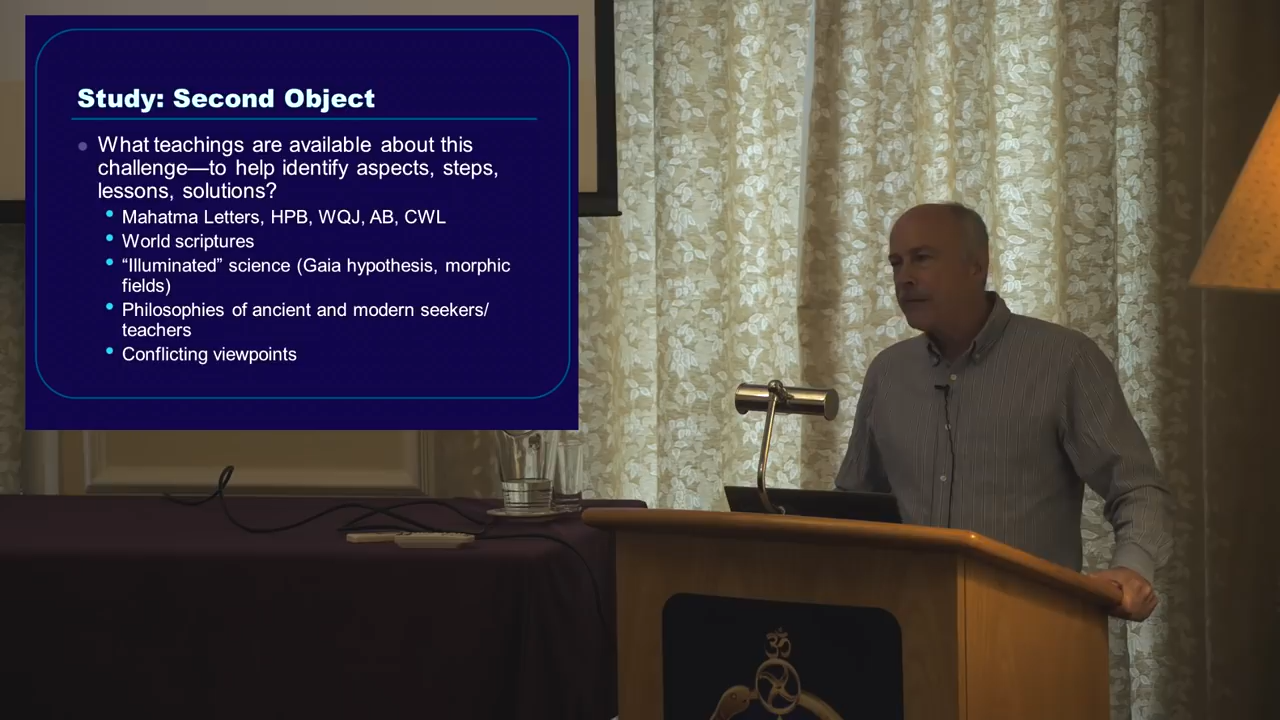 Study: Second Object
What teachings are available about this
challenge—to help identify aspects, steps,
lessons, solutions?
Mahatma Letters, HPB, WQJ, AB, CWL
World scriptures
“Illuminated” science (Gaia hypothesis, morphic
fields)
Philosophies of ancient and modern seekers/
teachers
Conflicting viewpoints
ॐ